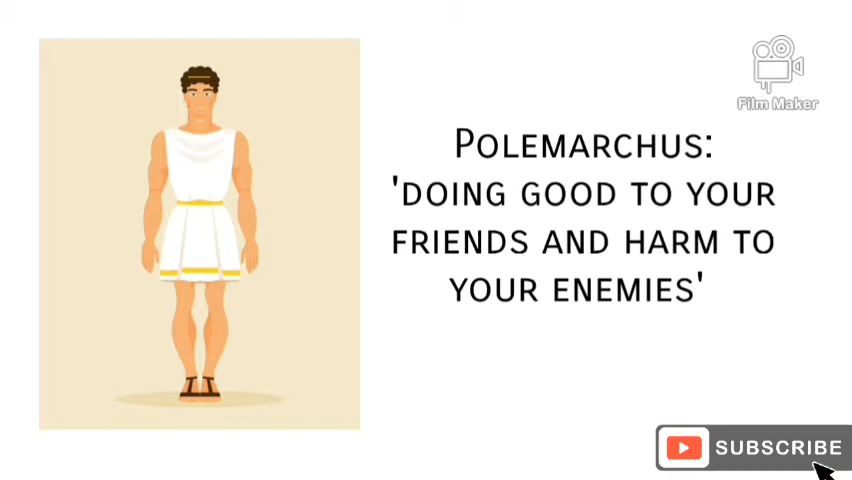 Film Maker
POLEMARCHUS:
'DOING GOOD TO YOUR
FRIENDS AND HARM TO
YOUR ENEMIES'
SUBSCRIBE